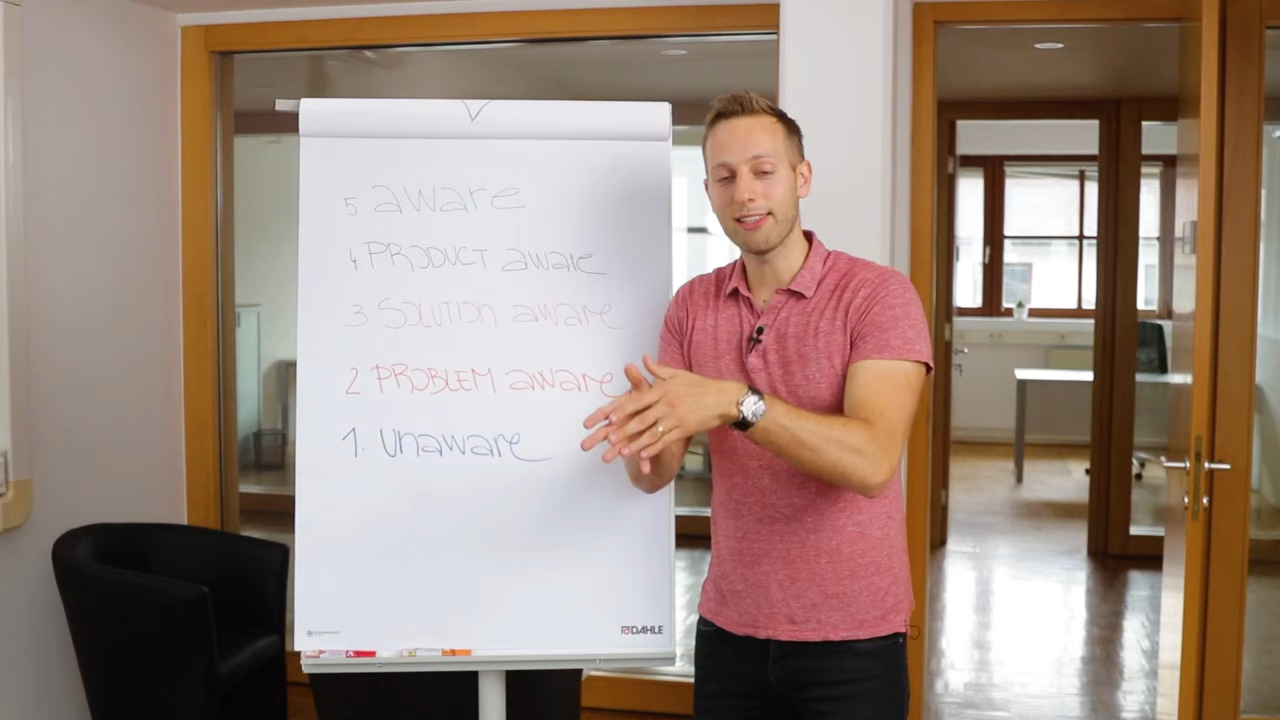 5 aware
4. PRODUCT aware
3 SOLUTION aware
2. PROBLEM aware
1. unaware
DAHLE